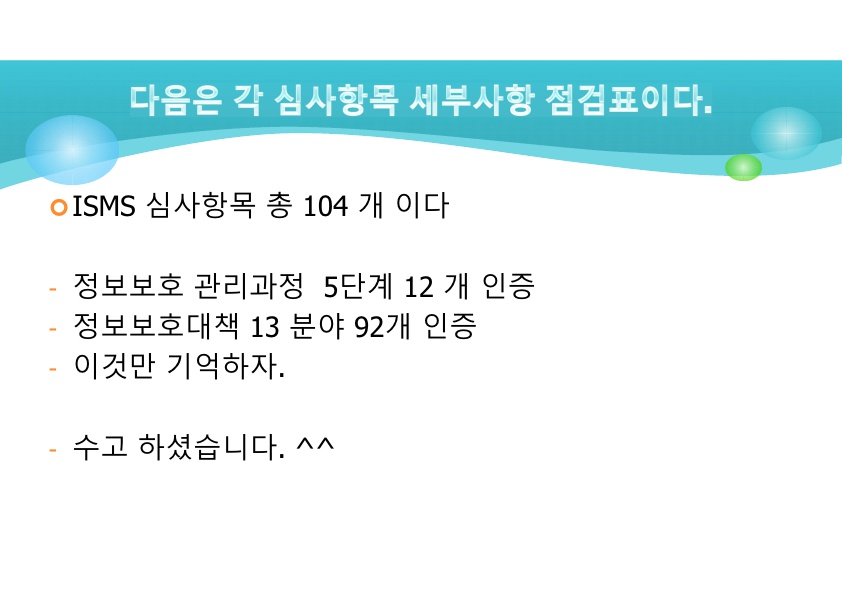 다음은 각 심사항목 세부사항 점검표이다.
ISMS 심사항목 총 104 개 이다
- 정보보호 관리과정  5단계 12 개 인증
- 정보보호대책 13 분야 92개 인증
- 이것만 기억하자.
- 수고 하셨습니다. ^^